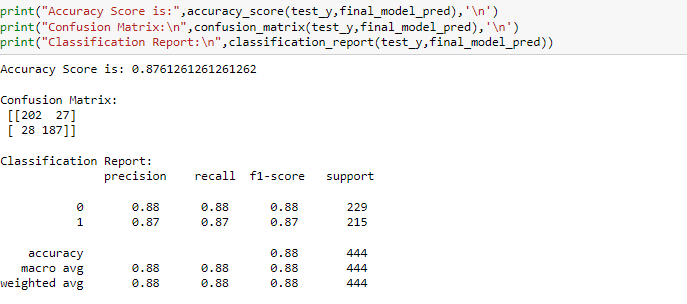 print("Accuracy Score is:",accuracy_score(test_y,final_model_pred),'\n')
print("Confusion Matrix:\n",confusion_matrix(test_y,final_model_pred),'\n')
print("Classification Report:\n",classification_report(test_y,final_model_pred))
Accuracy Score is: 0.8761261261261262
Confusion Matrix:
[[202 27]
[ 28 187]]
Classification Report:
precision recall f1-score support
0 0.88 0.88 0.88 229
1 0.87 0.87 0.87 215
accuracy 0.88 444
macro avg 0.88 0.88 0.88 444
weighted avg 0.88 0.88 0.88 444